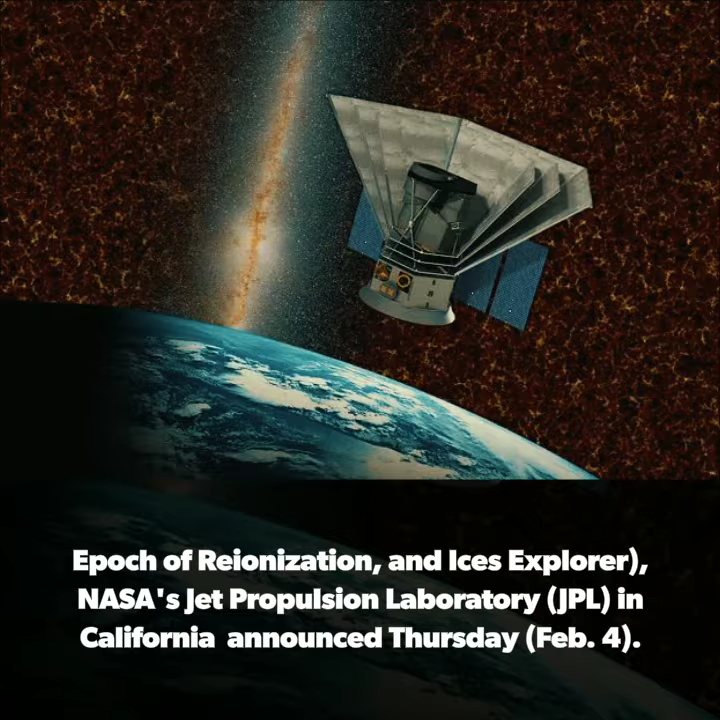 Epoch of Reionization, and Ices Explorer),
NASA's Jet Propulsion Laboratory (JPL) in
California  announced Thursday (Feb. 4).